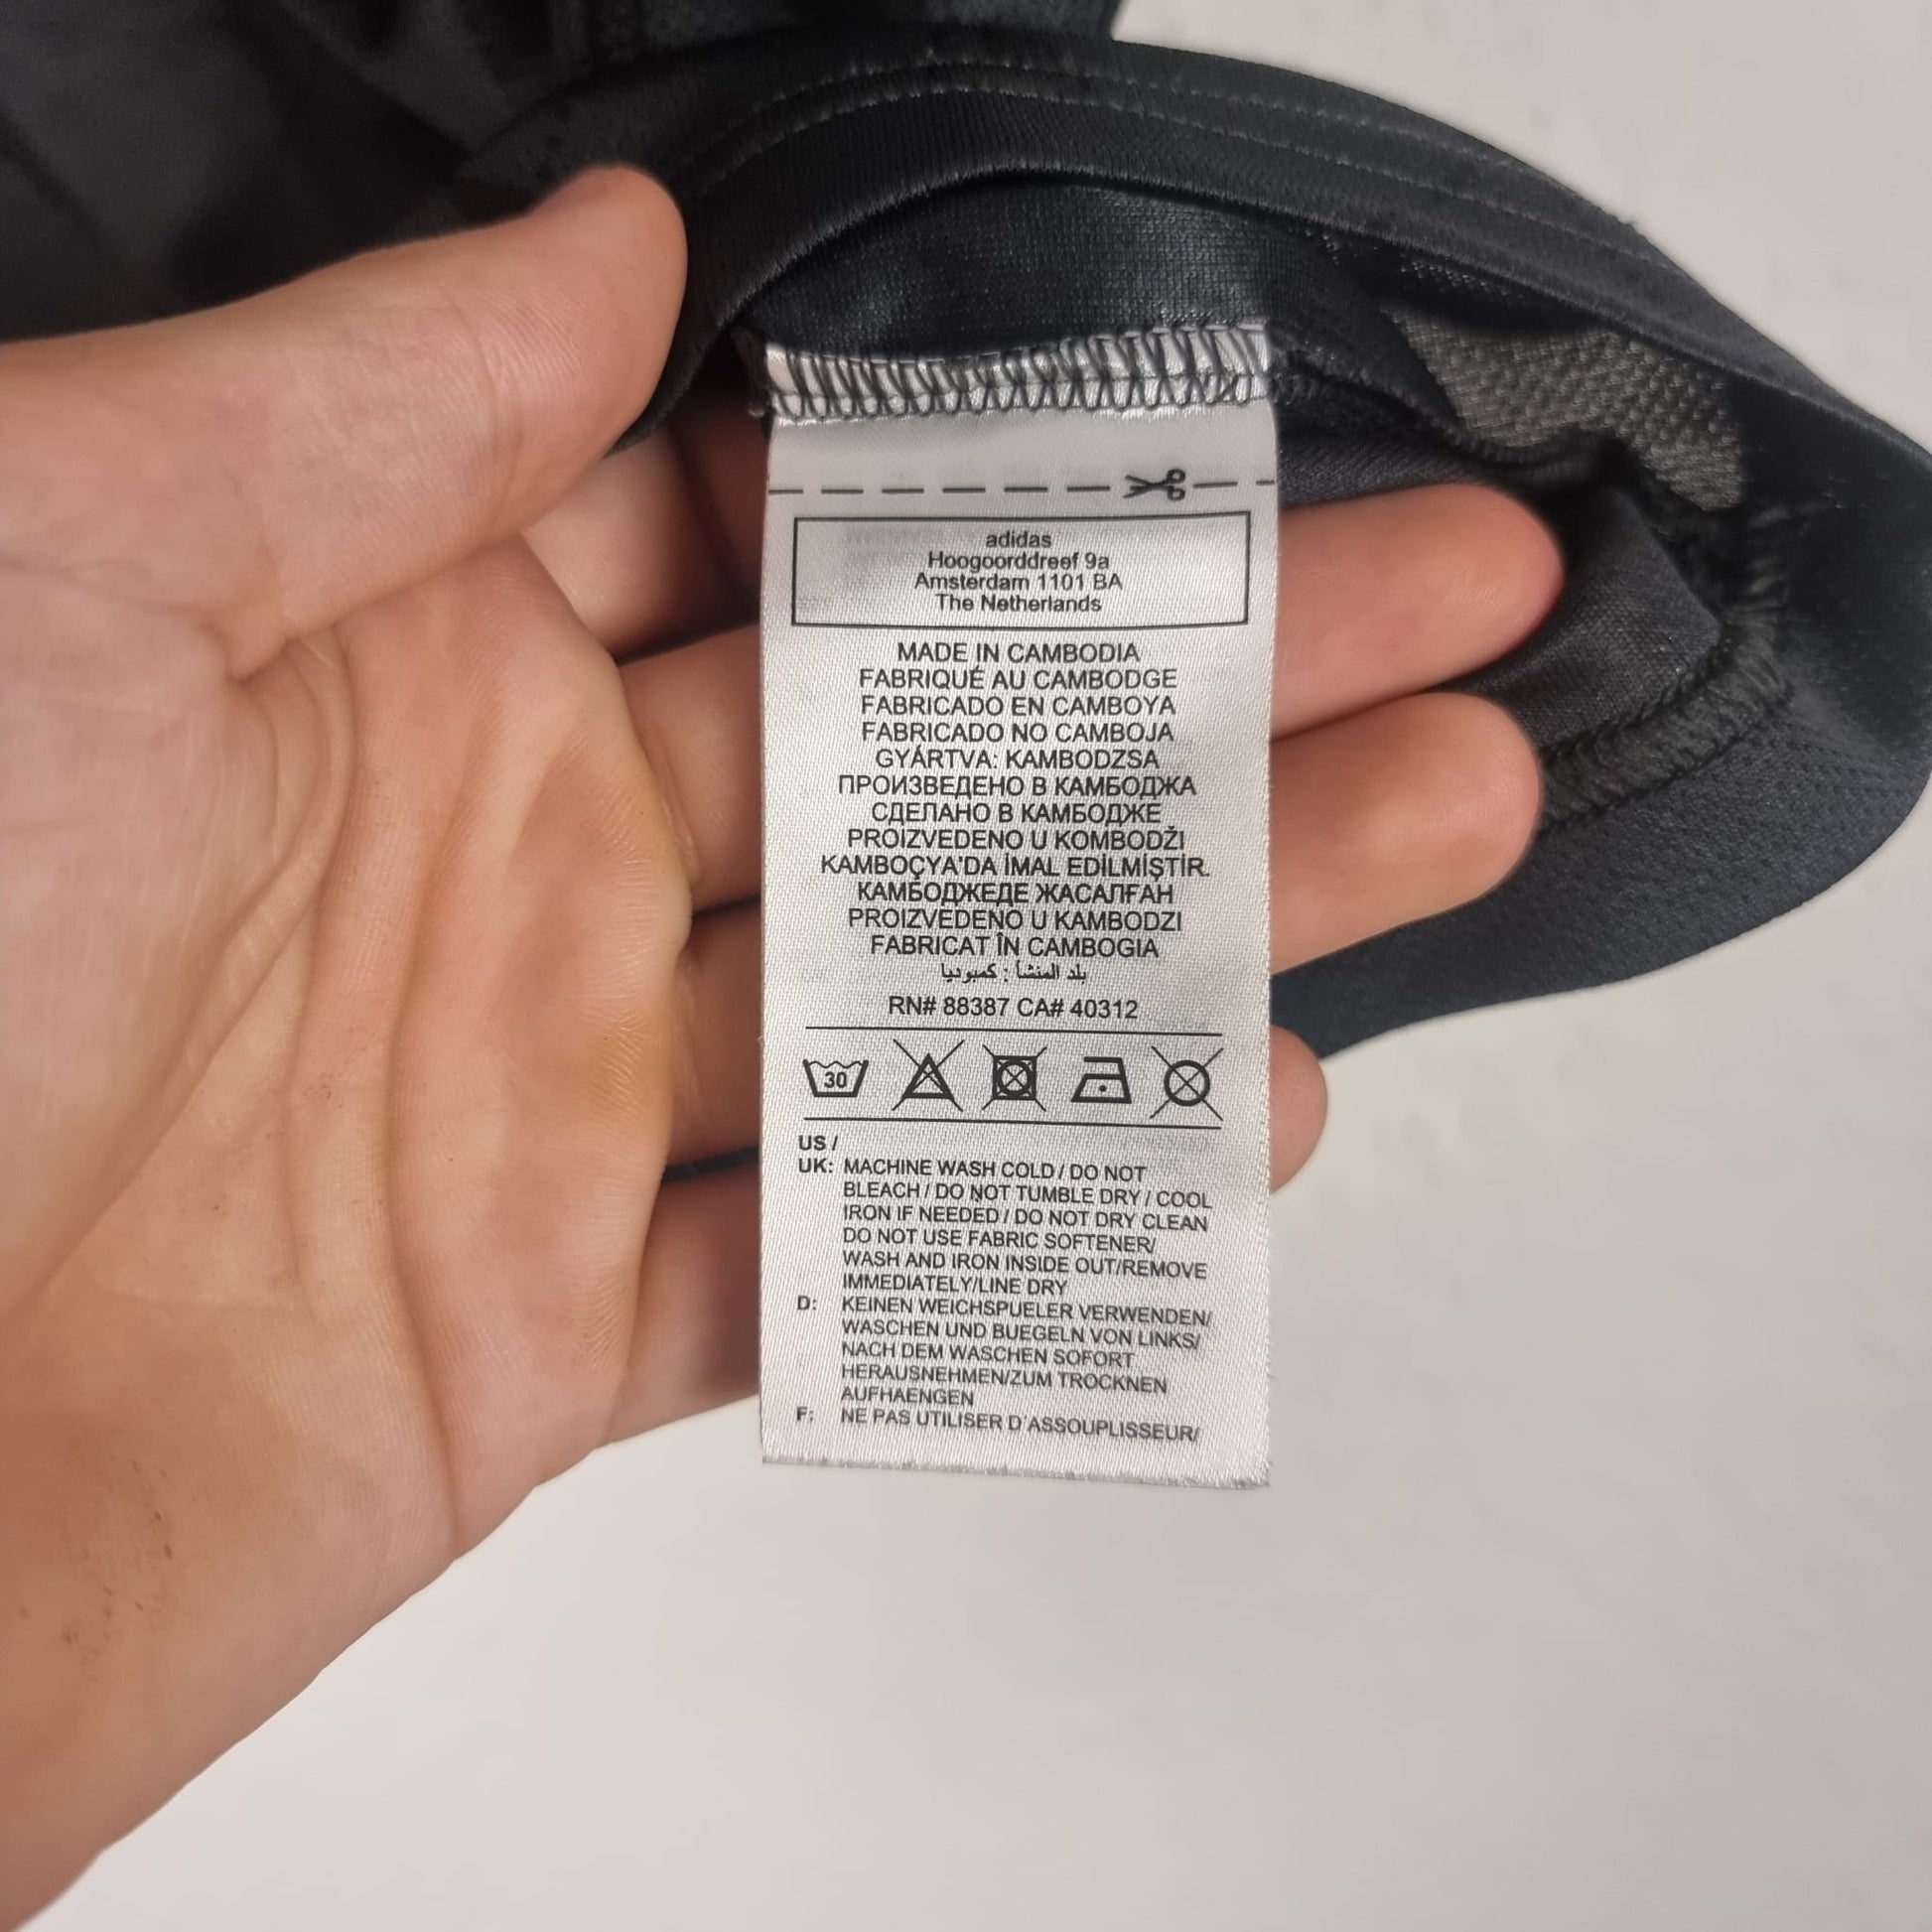 adidas
Hoogoorddreef 9a
Amsterdam 1101 BA
The Netherlands
MADE IN CAMBODIA
FABRIQUÉ AU CAMBODGE
FABRICADO EN CAMBOYA
FABRICADO NO CAMBOJA
GYÁRTVA: KAMBODZSA
ПРОИЗВЕДЕНО В КАМБОДЖА
СДЕЛАНО В КАМБОДЖЕ
PROIZVEDENO U KOMBODŽI
KAMBOÇYA'DA İMAL EDİLMİŞTİR.
КАМБОДЖЕДЕ ЖАСАЛҒАН
PROIZVEDENO U KAMBODZI
FABRICAT ÎN CAMBOGIA
بلد المنشأ : كمبوديا
RN# 88387 CA# 40312
30
US /
UK: MACHINE WASH COLD / DO NOT
BLEACH / DO NOT TUMBLE DRY / COOL
IRON IF NEEDED / DO NOT DRY CLEAN
DO NOT USE FABRIC SOFTENER/
WASH AND IRON INSIDE OUT/REMOVE
IMMEDIATELY/LINE DRY
D: KEINEN WEICHSPUELER VERWENDEN/
WASCHEN UND BUEGELN VON LINKS/
NACH DEM WASCHEN SOFORT
HERAUSNEHMEN/ZUM TROCKNEN
AUFHAENGEN
F: NE PAS UTILISER D'ASSOUPLISSEUR/